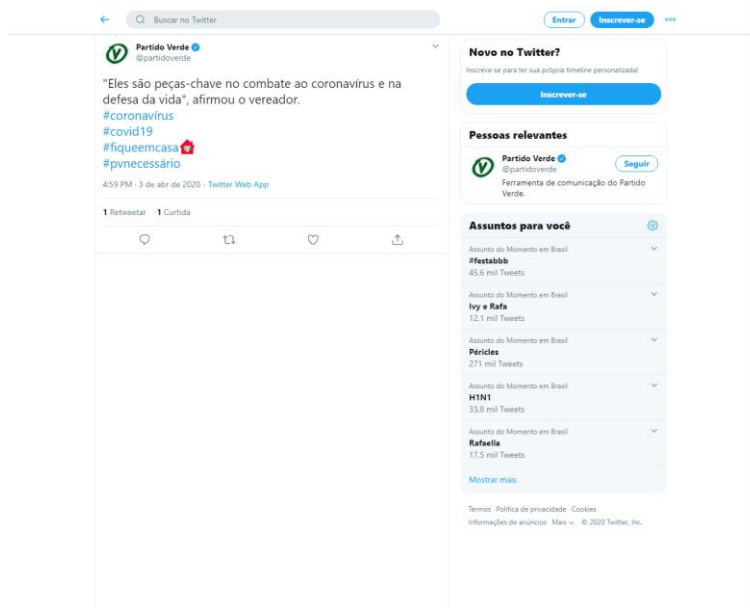 Buscar no Twitter
Entrar
Inscrever-se
Partido Verde
@partidoverde
"Eles são peças-chave no combate ao coronavírus e na
defesa da vida", afirmou o vereador.
#coronavírus
#covid19
#fiqueemcasa
#pvnecessário
4:59 PM · 3 de abr de 2020 · Twitter Web App
1 Retweetar 1 Curtida
Novo no Twitter?
Inscreva-se para ter sua própria timeline personalizada!
Inscrever-se
Pessoas relevantes
Partido Verde
@partidoverde
Seguir
Ferramenta de comunicação do Partido
Verde.
Assuntos para você
Assunto do Momento em Brasil
#festabbb
45,6 mil Tweets
Assunto do Momento em Brasil
Ivy e Rafa
12,1 mil Tweets
Assunto do Momento em Brasil
Péricles
271 mil Tweets
Assunto do Momento em Brasil
H1N1
33,8 mil Tweets
Assunto do Momento em Brasil
Rafaella
17,5 mil Tweets
Mostrar mais
Termos Política de privacidade Cookies
Informações de anúncios Mais © 2020 Twitter, Inc.